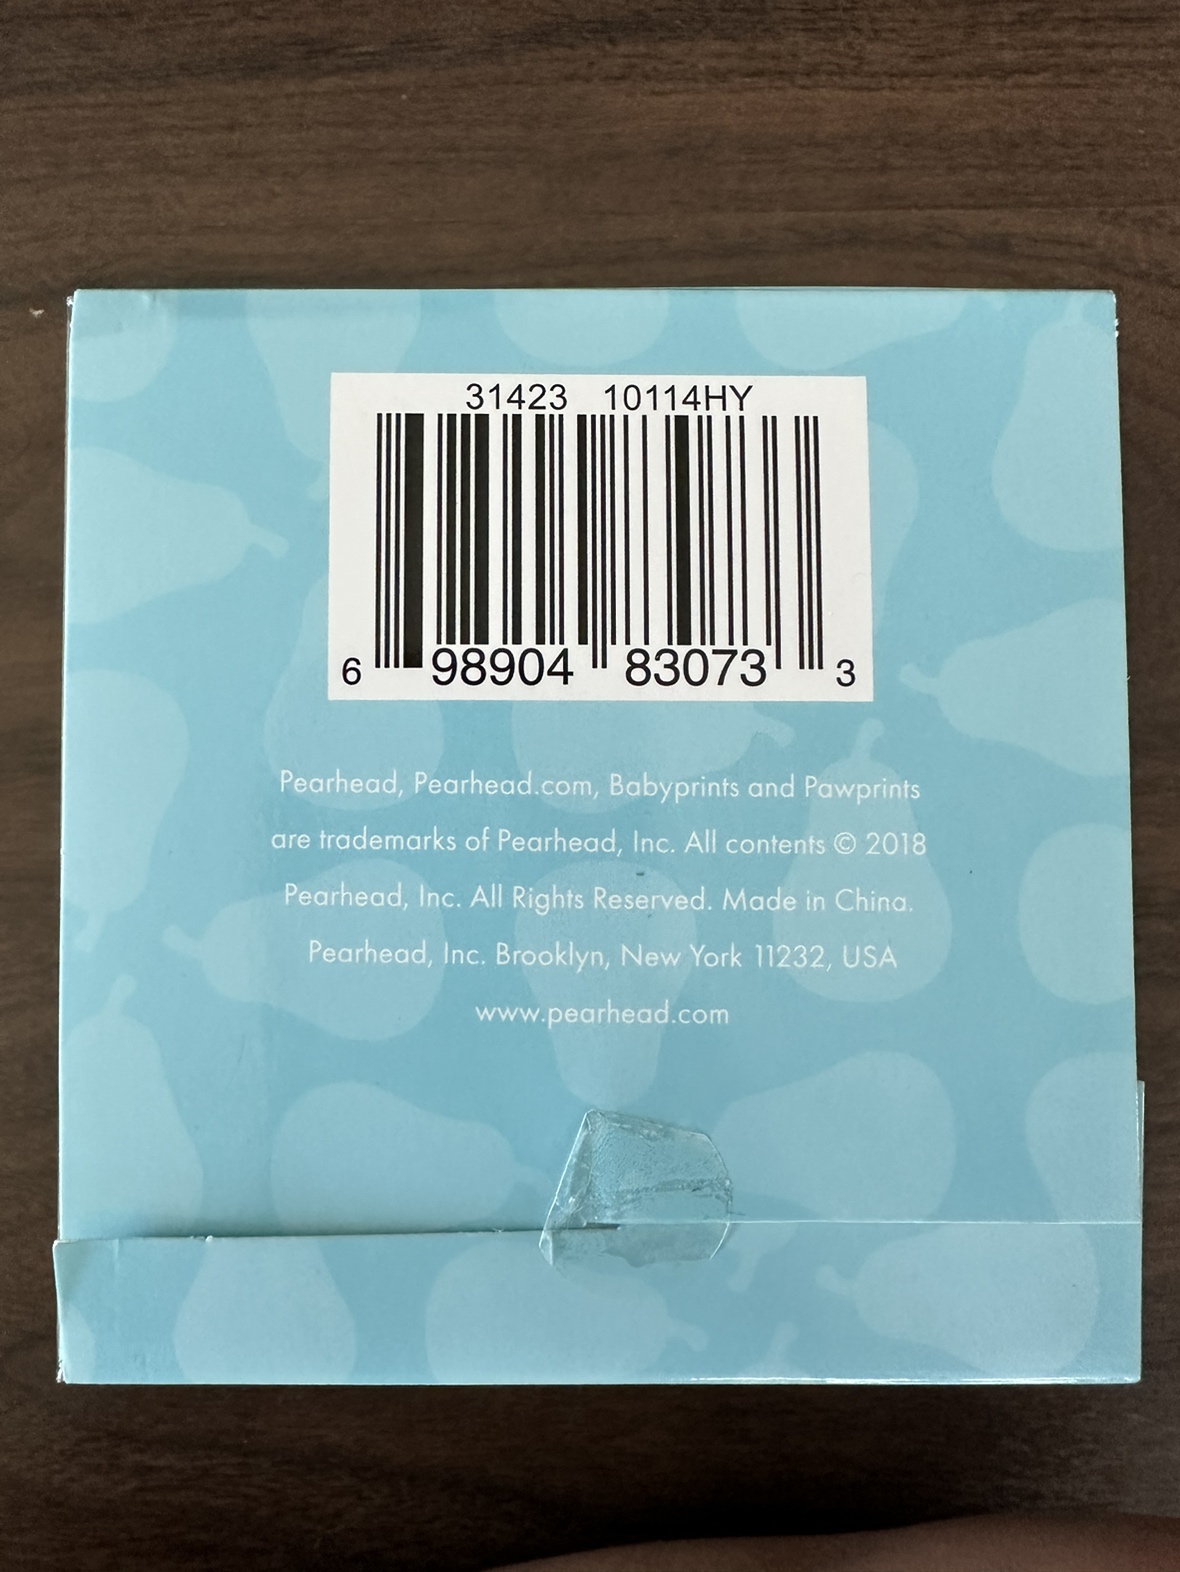 31423 10114HY
6 98904 83073 3
Pearhead, Pearhead.com, Babyprints and Pawprints
are trademarks of Pearhead, Inc. All contents © 2018
Pearhead, Inc. All Rights Reserved. Made in China.
Pearhead, Inc. Brooklyn, New York 11232, USA
www.pearhead.com